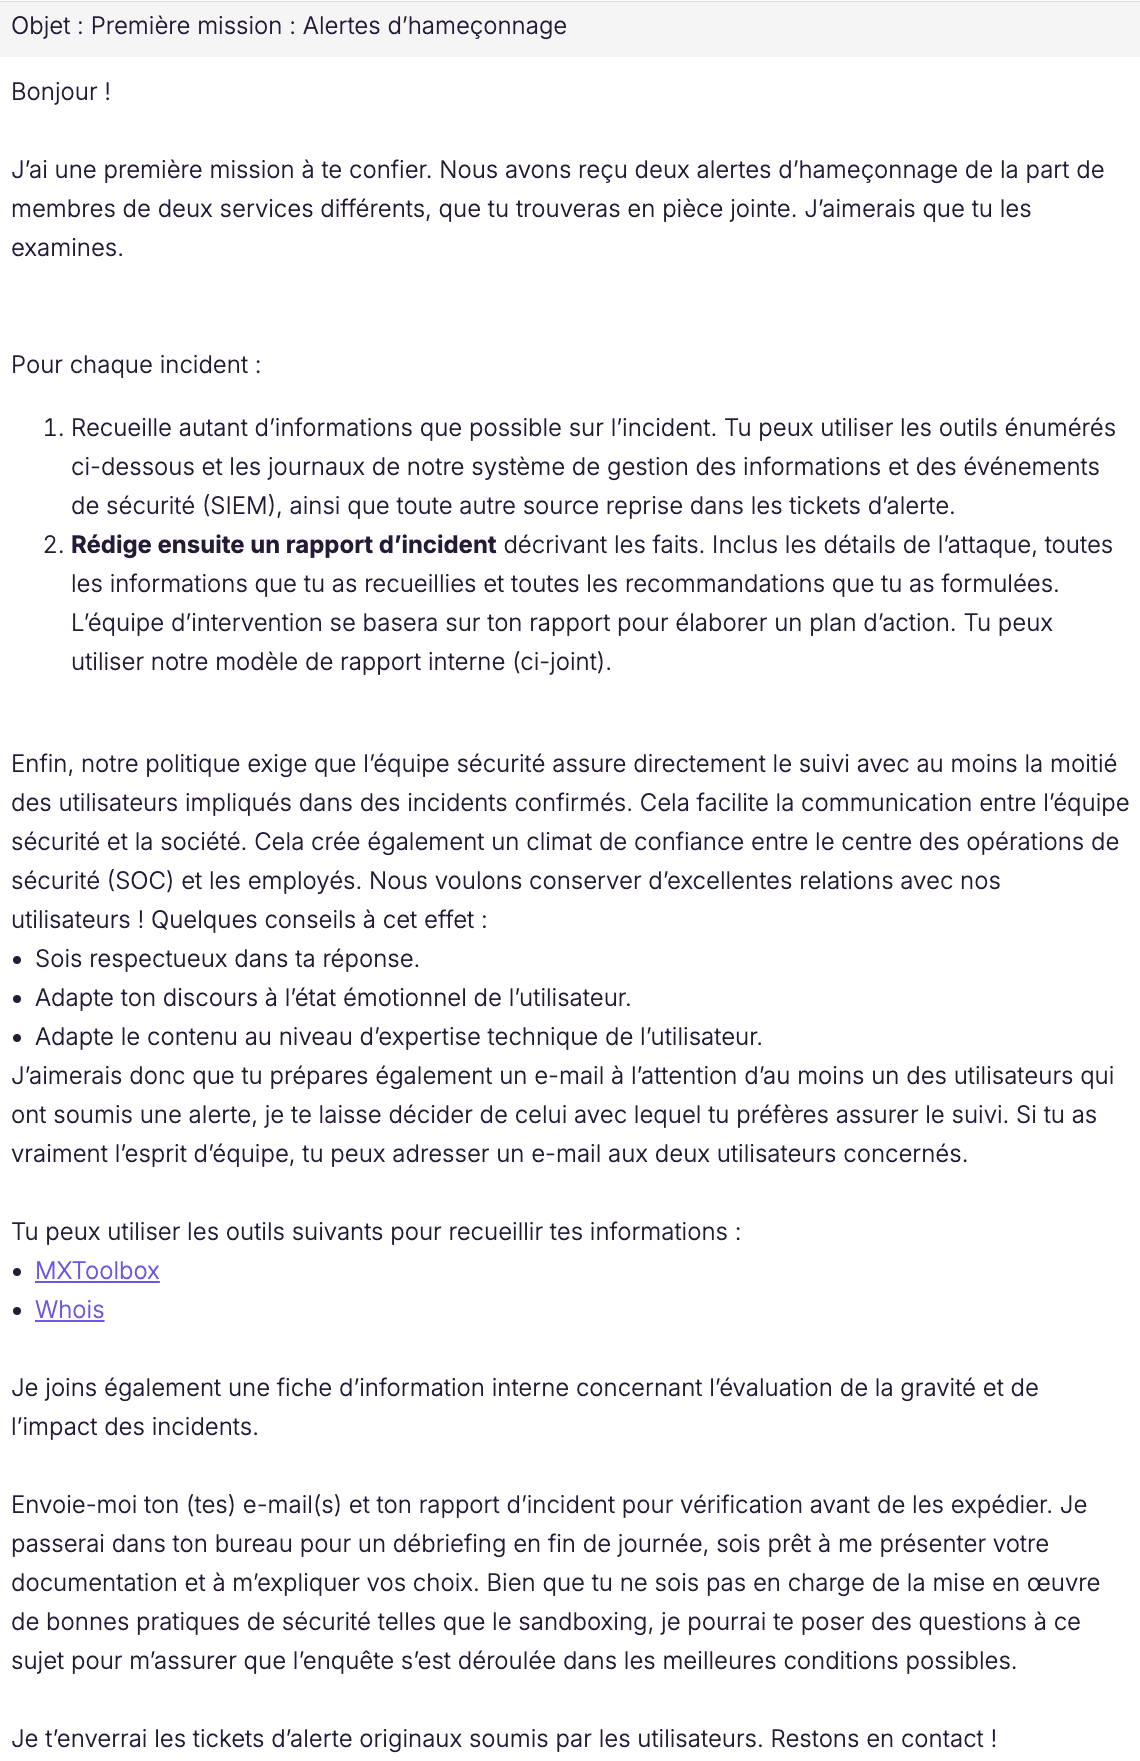 Objet : Première mission : Alertes d’hameçonnage
Bonjour !
J’ai une première mission à te confier. Nous avons reçu deux alertes d’hameçonnage de la part de
membres de deux services différents, que tu trouveras en pièce jointe. J’aimerais que tu les
examines.
Pour chaque incident :
1. Recueille autant d’informations que possible sur l’incident. Tu peux utiliser les outils énumérés
ci-dessous et les journaux de notre système de gestion des informations et des événements
de sécurité (SIEM), ainsi que toute autre source reprise dans les tickets d’alerte.
2. Rédige ensuite un rapport d’incident décrivant les faits. Inclus les détails de l’attaque, toutes
les informations que tu as recueillies et toutes les recommandations que tu as formulées.
L’équipe d’intervention se basera sur ton rapport pour élaborer un plan d’action. Tu peux
utiliser notre modèle de rapport interne (ci-joint).
Enfin, notre politique exige que l’équipe sécurité assure directement le suivi avec au moins la moitié
des utilisateurs impliqués dans des incidents confirmés. Cela facilite la communication entre l’équipe
sécurité et la société. Cela crée également un climat de confiance entre le centre des opérations de
sécurité (SOC) et les employés. Nous voulons conserver d’excellentes relations avec nos
utilisateurs ! Quelques conseils à cet effet :
• Sois respectueux dans ta réponse.
• Adapte ton discours à l’état émotionnel de l’utilisateur.
• Adapte le contenu au niveau d’expertise technique de l’utilisateur.
J’aimerais donc que tu prépares également un e-mail à l’attention d’au moins un des utilisateurs qui
ont soumis une alerte, je te laisse décider de celui avec lequel tu préfères assurer le suivi. Si tu as
vraiment l’esprit d’équipe, tu peux adresser un e-mail aux deux utilisateurs concernés.
Tu peux utiliser les outils suivants pour recueillir tes informations :
• MXToolbox
• Whois
Je joins également une fiche d’information interne concernant l’évaluation de la gravité et de
l’impact des incidents.
Envoie-moi ton (tes) e-mail(s) et ton rapport d’incident pour vérification avant de les expédier. Je
passerai dans ton bureau pour un débriefing en fin de journée, sois prêt à me présenter votre
documentation et à m’expliquer vos choix. Bien que tu ne sois pas en charge de la mise en œuvre
de bonnes pratiques de sécurité telles que le sandboxing, je pourrai te poser des questions à ce
sujet pour m’assurer que l’enquête s’est déroulée dans les meilleures conditions possibles.
Je t’enverrai les tickets d’alerte originaux soumis par les utilisateurs. Restons en contact !